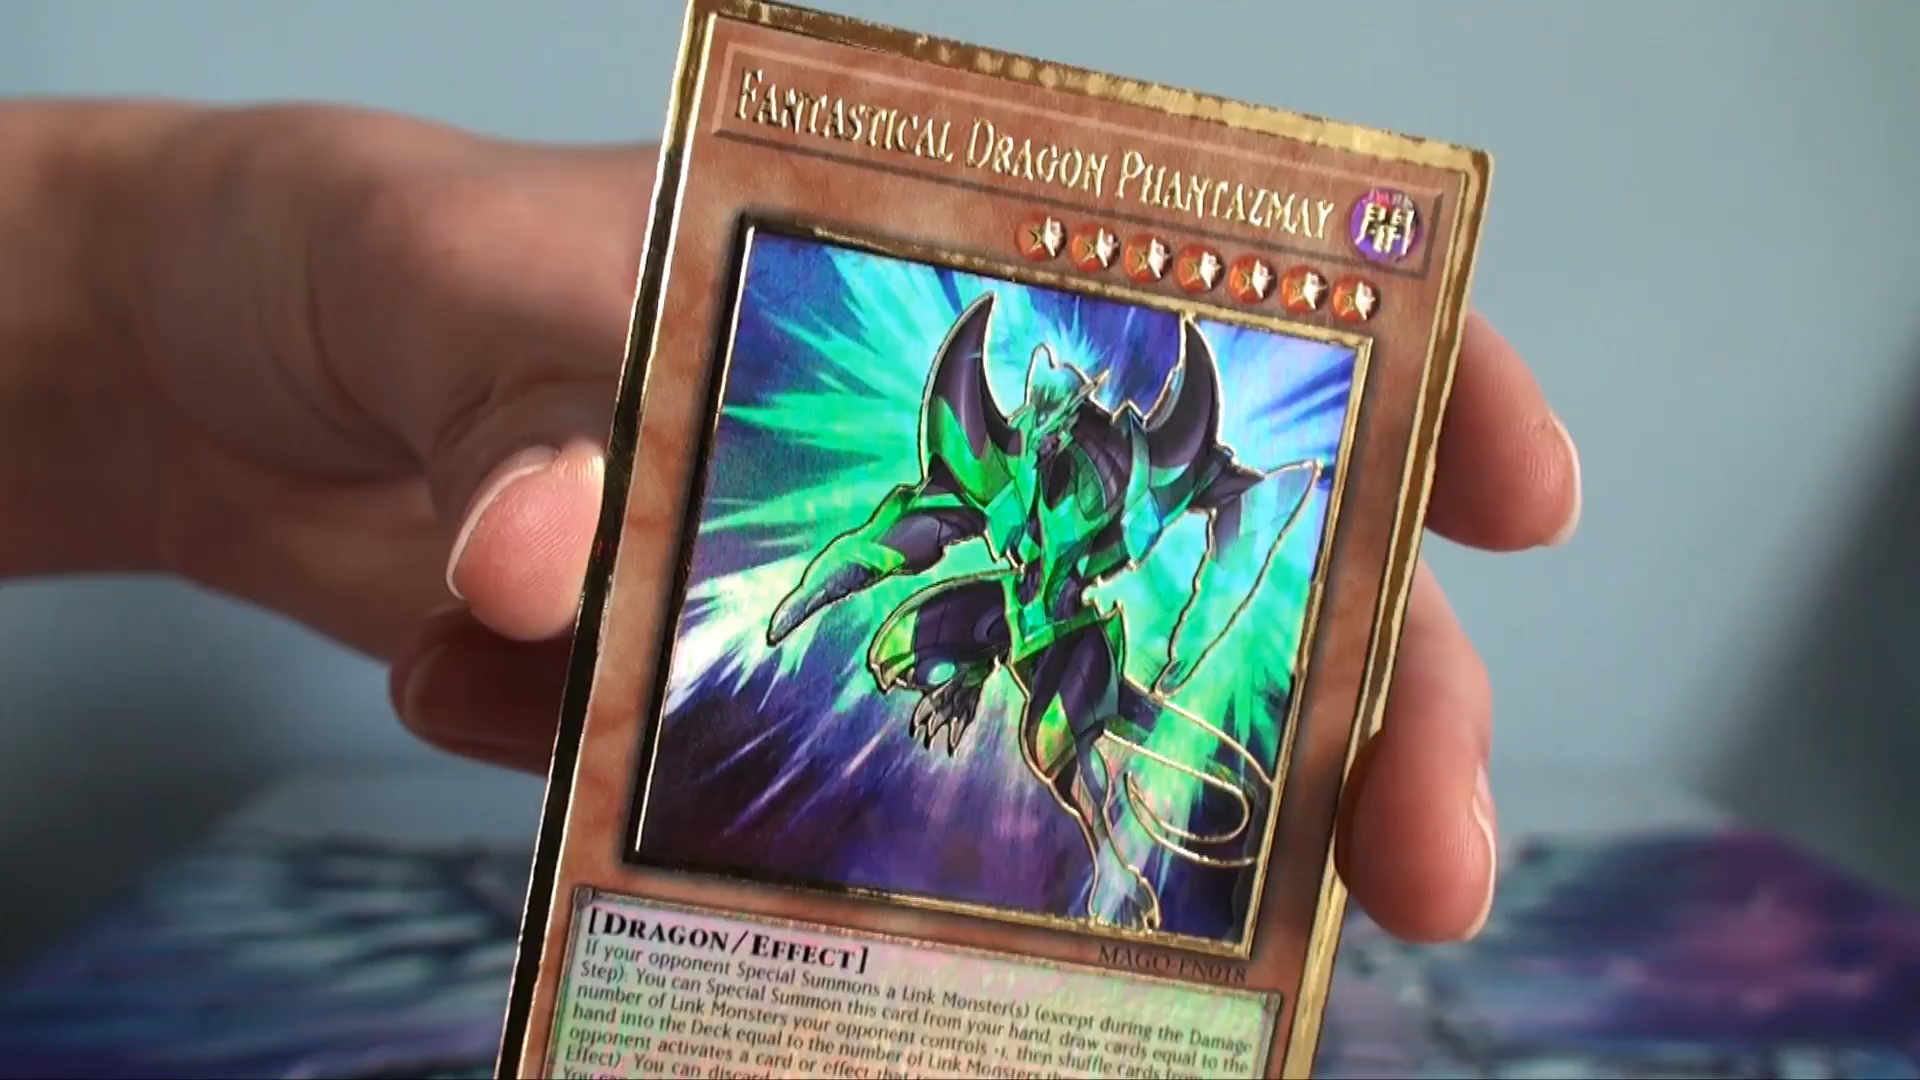 FANTASTICAL DRAGON PHANTAZMAY
闇
MAGO-EN018
[DRAGON/EFFECT]
If your opponent Special Summons a Link Monster(s) (except during the Damage
Step): You can Special Summon this card from your hand, draw cards equal to the
number of Link Monsters your opponent controls +1, then shuffle cards from
hand into the Deck equal to the number of Link Monsters
opponent activates a card or effect that
Effect): You can discard
You can